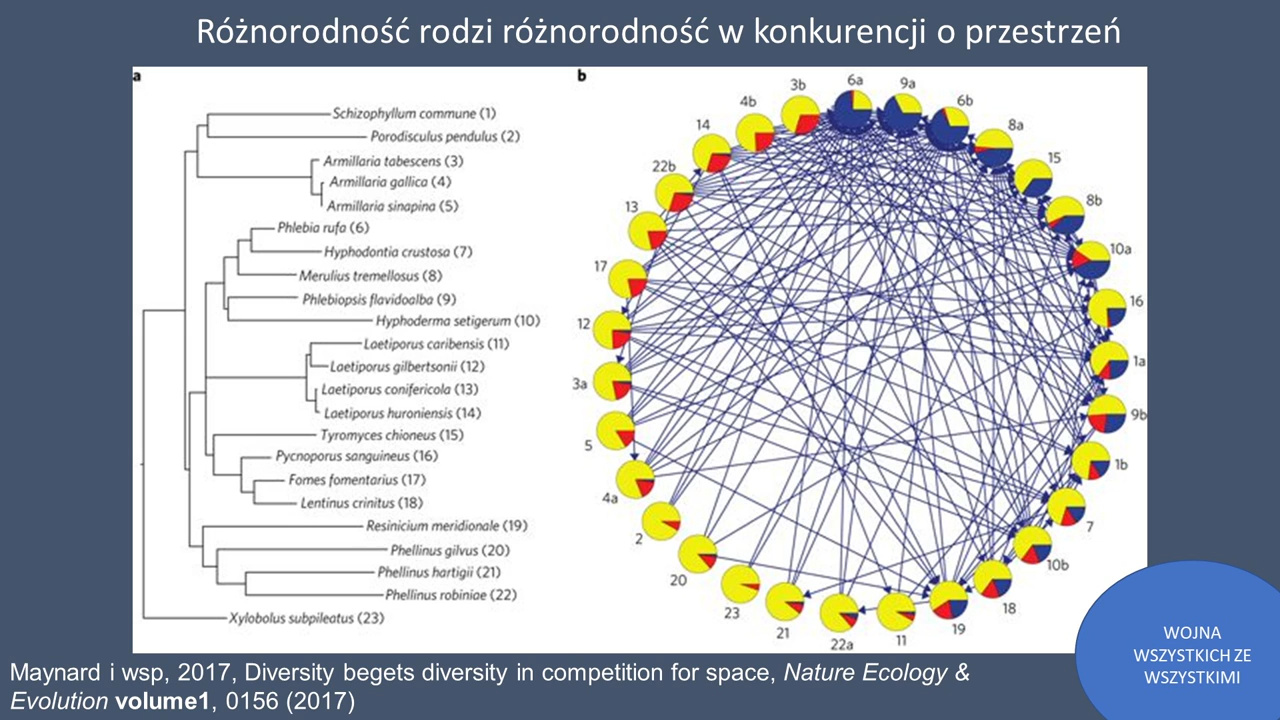 Różnorodność rodzi różnorodność w konkurencji o przestrzeń
a
Schizophyllum commune (1)
Porodisculus pendulus (2)
Armillaria tabescens (3)
Armillaria gallica (4)
Armillaria sinapina (5)
Phlebia rufa (6)
Hyphodontia crustosa (7)
Merulius tremellosus (8)
Phlebiopsis flavidoalba (9)
Hyphoderma setigerum (10)
Laetiporus caribensis (11)
Laetiporus gilbertsonii (12)
Laetiporus conifericola (13)
Laetiporus huroniensis (14)
Tyromyces chioneus (15)
Pycnoporus sanguineus (16)
Fomes fomentarius (17)
Lentinus crinitus (18)
Resinicium meridionale (19)
Phellinus gilvus (20)
Phellinus hartigii (21)
Phellinus robiniae (22)
Xylobolus subpileatus (23)
b
6a
9a
6b
8a
15
8b
10a
16
1a
9b
1b
7
10b
18
19
11
22a
21
23
20
2
4a
5
3a
12
17
13
22b
14
4b
3b
Maynard i wsp, 2017, Diversity begets diversity in competition for space, Nature Ecology &
Evolution volume1, 0156 (2017)
WOJNA
WSZYSTKICH ZE
WSZYSTKIMI